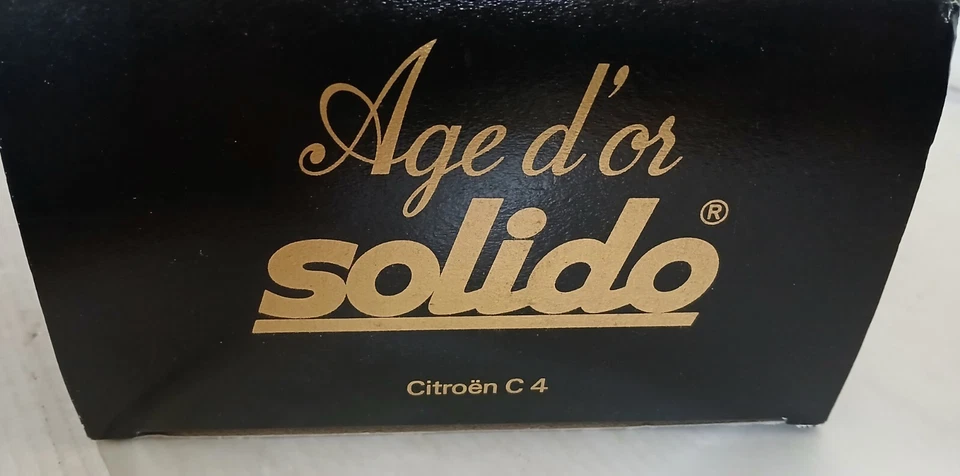 Age d'or
solido®
Citroën C 4